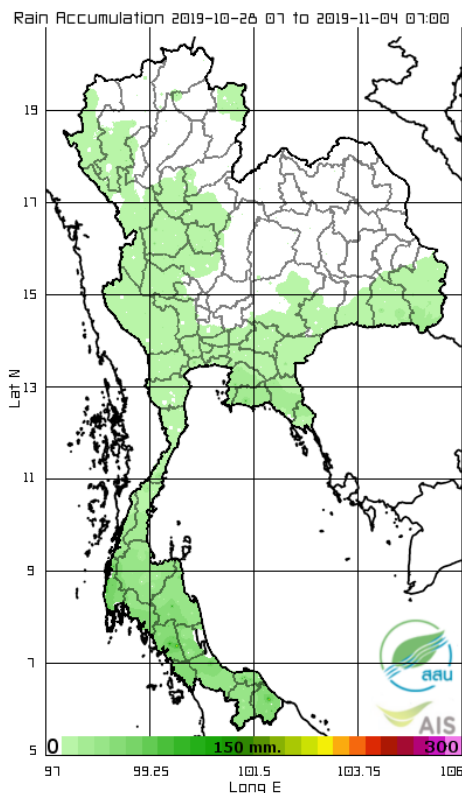 Rain Accumulation 2019-10-28 07 to 2019-11-04 07:00
19
17
15
13
11
9
7
5
Lat N
สสน
AIS
0 150 mm. 300
97 99.25 101.5 103.75 106
Long E